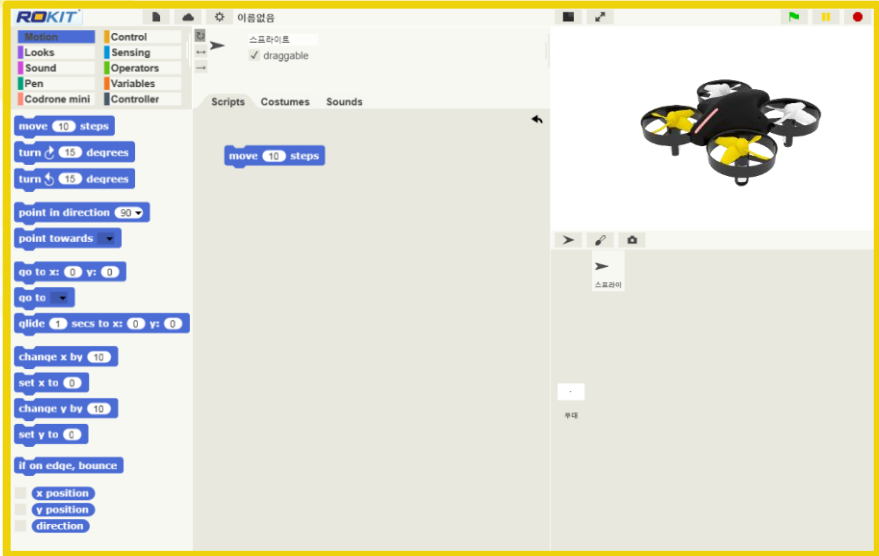 ROKIT
이름없음
Motion
Control
Looks
Sensing
Sound
Operators
Pen
Variables
Codrone mini
Controller
스프라이트
draggable
Scripts Costumes Sounds
move 10 steps
turn 15 degrees
turn 15 degrees
point in direction 90
point towards
go to x: 0 y: 0
go to
glide 1 secs to x: 0 y: 0
change x by 10
set x to 0
change y by 10
set y to 0
if on edge, bounce
x position
y position
direction
move 10 steps
스프라이
무대